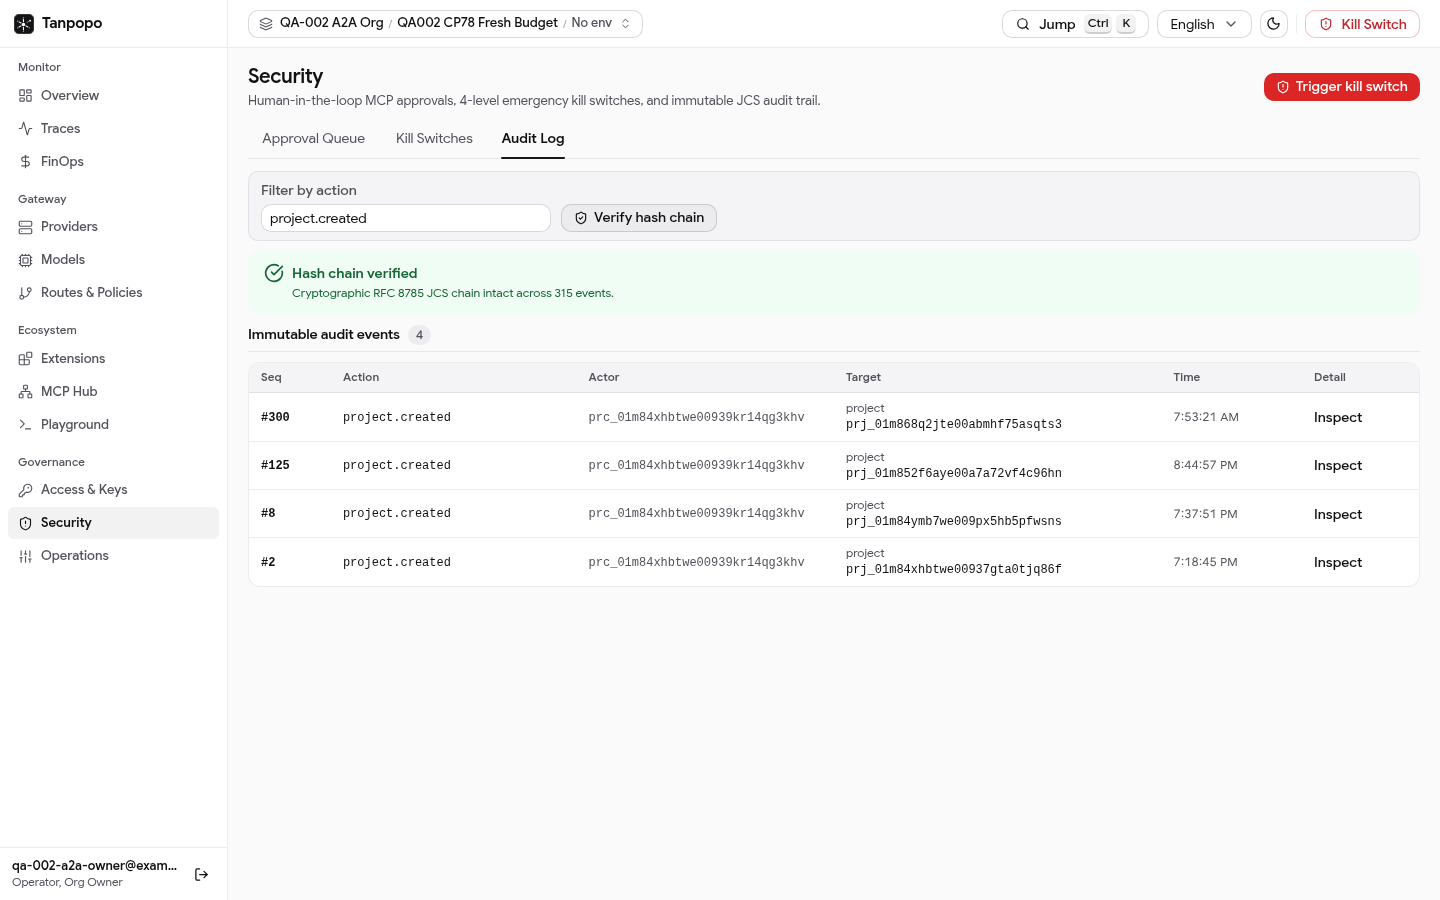 Tanpopo
QA-002 A2A Org / QA002 CP78 Fresh Budget / No env
Jump Ctrl K
English
Kill Switch
Monitor
Overview
Traces
FinOps
Gateway
Providers
Models
Routes & Policies
Ecosystem
Extensions
MCP Hub
Playground
Governance
Access & Keys
Security
Operations
qa-002-a2a-owner@exam...
Operator, Org Owner
Security
Human-in-the-loop MCP approvals, 4-level emergency kill switches, and immutable JCS audit trail.
Trigger kill switch
Approval Queue Kill Switches Audit Log
Filter by action
project.created
Verify hash chain
Hash chain verified
Cryptographic RFC 8785 JCS chain intact across 315 events.
Immutable audit events 4
Seq Action Actor Target Time Detail
#300 project.created prc_01m84xhbtwe00939kr14qg3khv project 7:53:21 AM Inspect
prj_01m868q2jte00abmhf75asqts3
#125 project.created prc_01m84xhbtwe00939kr14qg3khv project 8:44:57 PM Inspect
prj_01m852f6aye00a7a72vf4c96hn
#8 project.created prc_01m84xhbtwe00939kr14qg3khv project 7:37:51 PM Inspect
prj_01m84ymb7we009px5hb5pfwsns
#2 project.created prc_01m84xhbtwe00939kr14qg3khv project 7:18:45 PM Inspect
prj_01m84xhbtwe00937gta0tjq86f